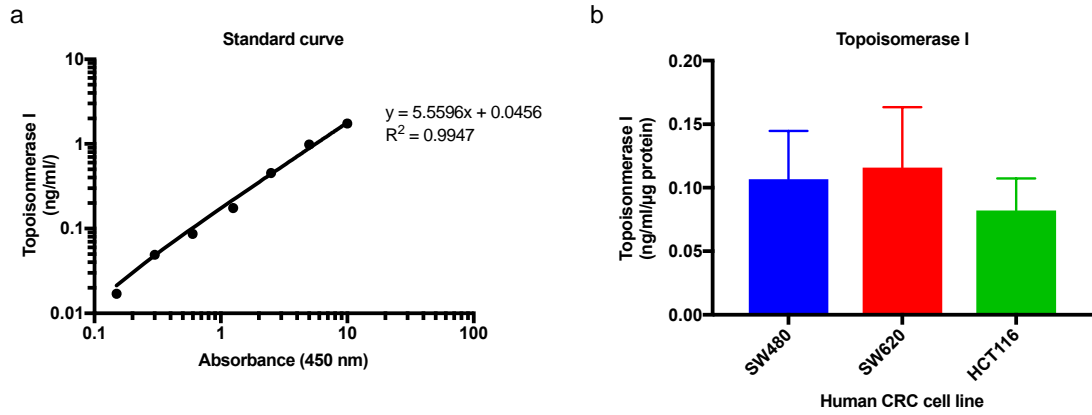 a
Standard curve
Topoisonmerase I
(ng/ml/)
10
1
0.1
0.01
y = 5.5596x + 0.0456
R² = 0.9947
0.1
1
10
100
Absorbance (450 nm)
b
Topoisomerase I
Topoisonmerase I
(ng/ml/µg protein)
0.20
0.15
0.10
0.05
0.00
SW480
SW620
HCT116
Human CRC cell line